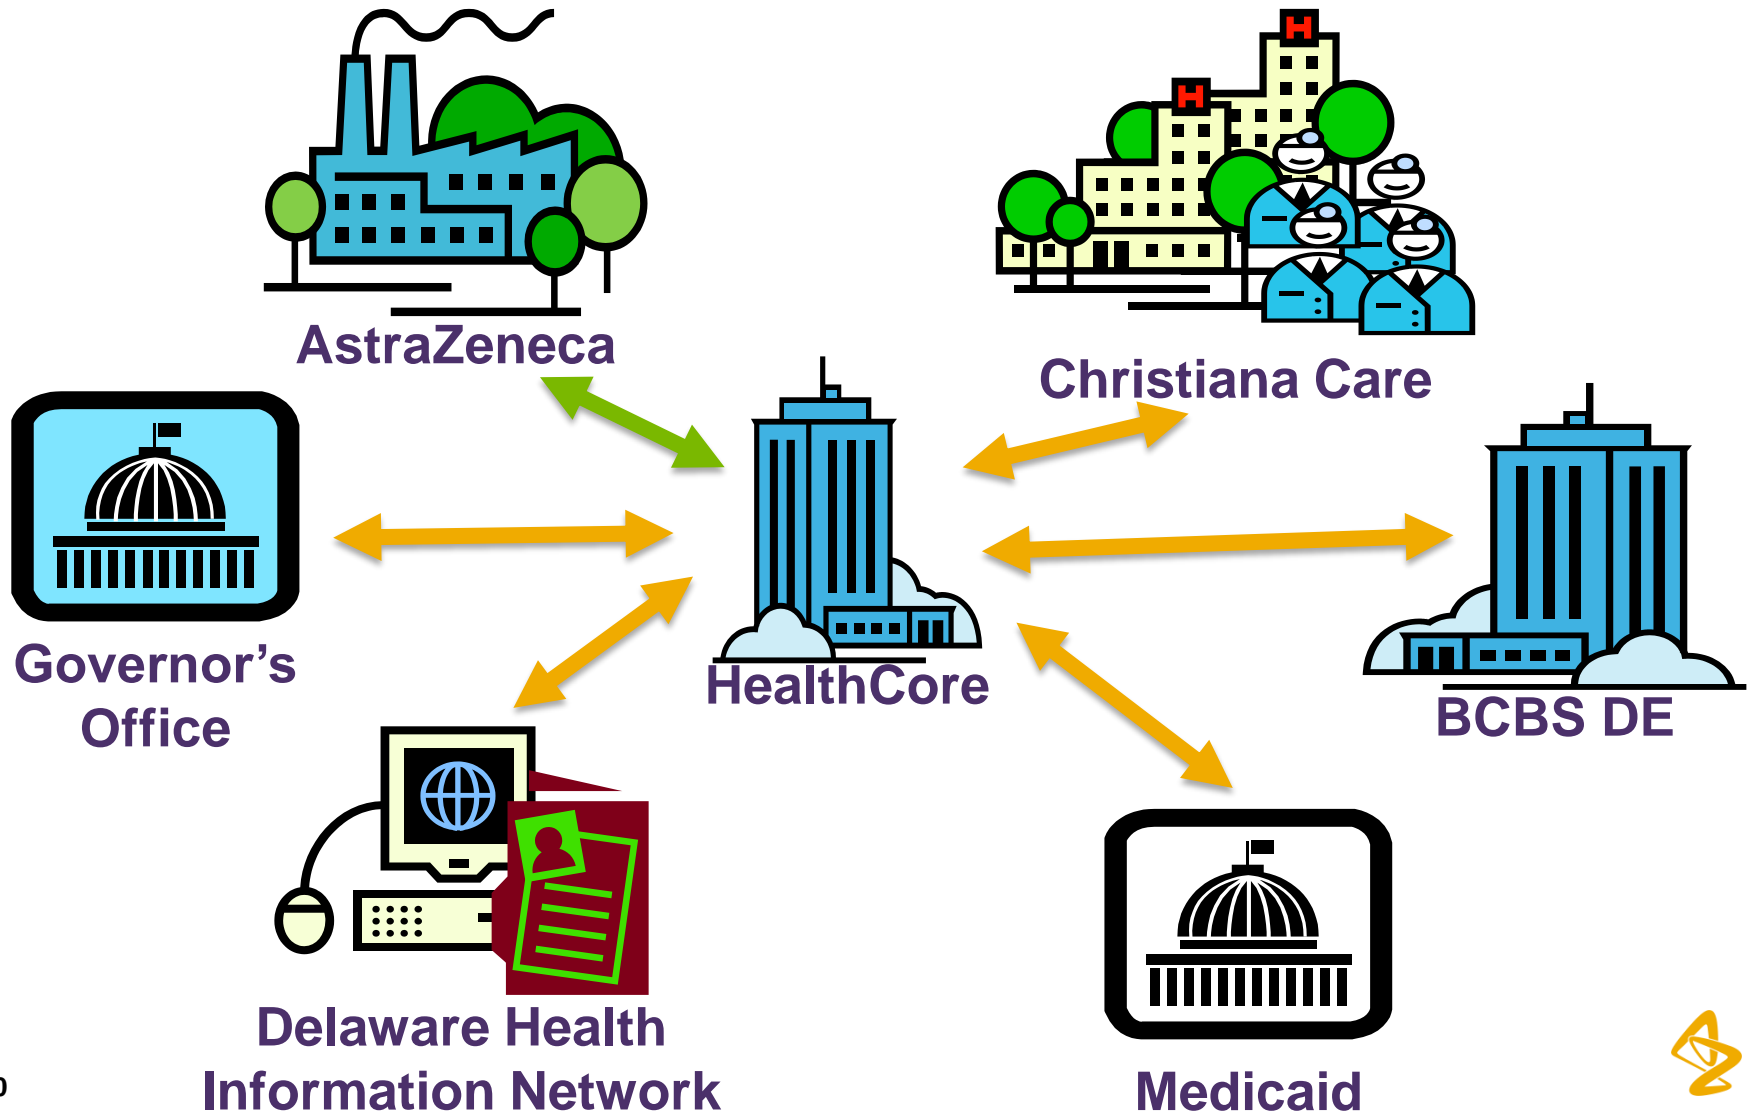 H
H
AstraZeneca
Christiana Care
Governor’s
Office
HealthCore
BCBS DE
Delaware Health
Information Network
Medicaid